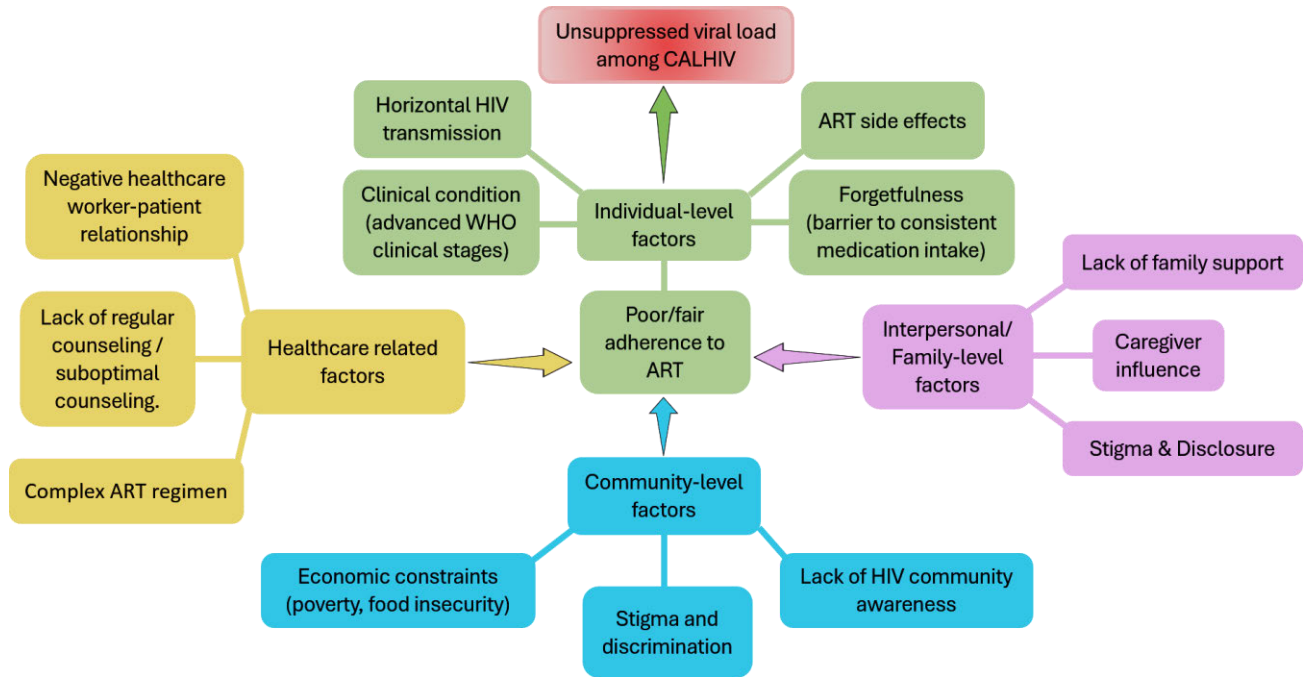 Unsuppressed viral load
among CALHIV
Horizontal HIV
transmission
ART side effects
Clinical condition
(advanced WHO
clinical stages)
Individual-level
factors
Forgetfulness
(barrier to consistent
medication intake)
Negative healthcare
worker-patient
relationship
Lack of regular
counseling /
suboptimal
counseling.
Complex ART regimen
Healthcare related
factors
Poor/fair
adherence to
ART
Interpersonal/
Family-level
factors
Lack of family support
Caregiver
influence
Stigma & Disclosure
Community-level
factors
Economic constraints
(poverty, food insecurity)
Stigma and
discrimination
Lack of HIV community
awareness